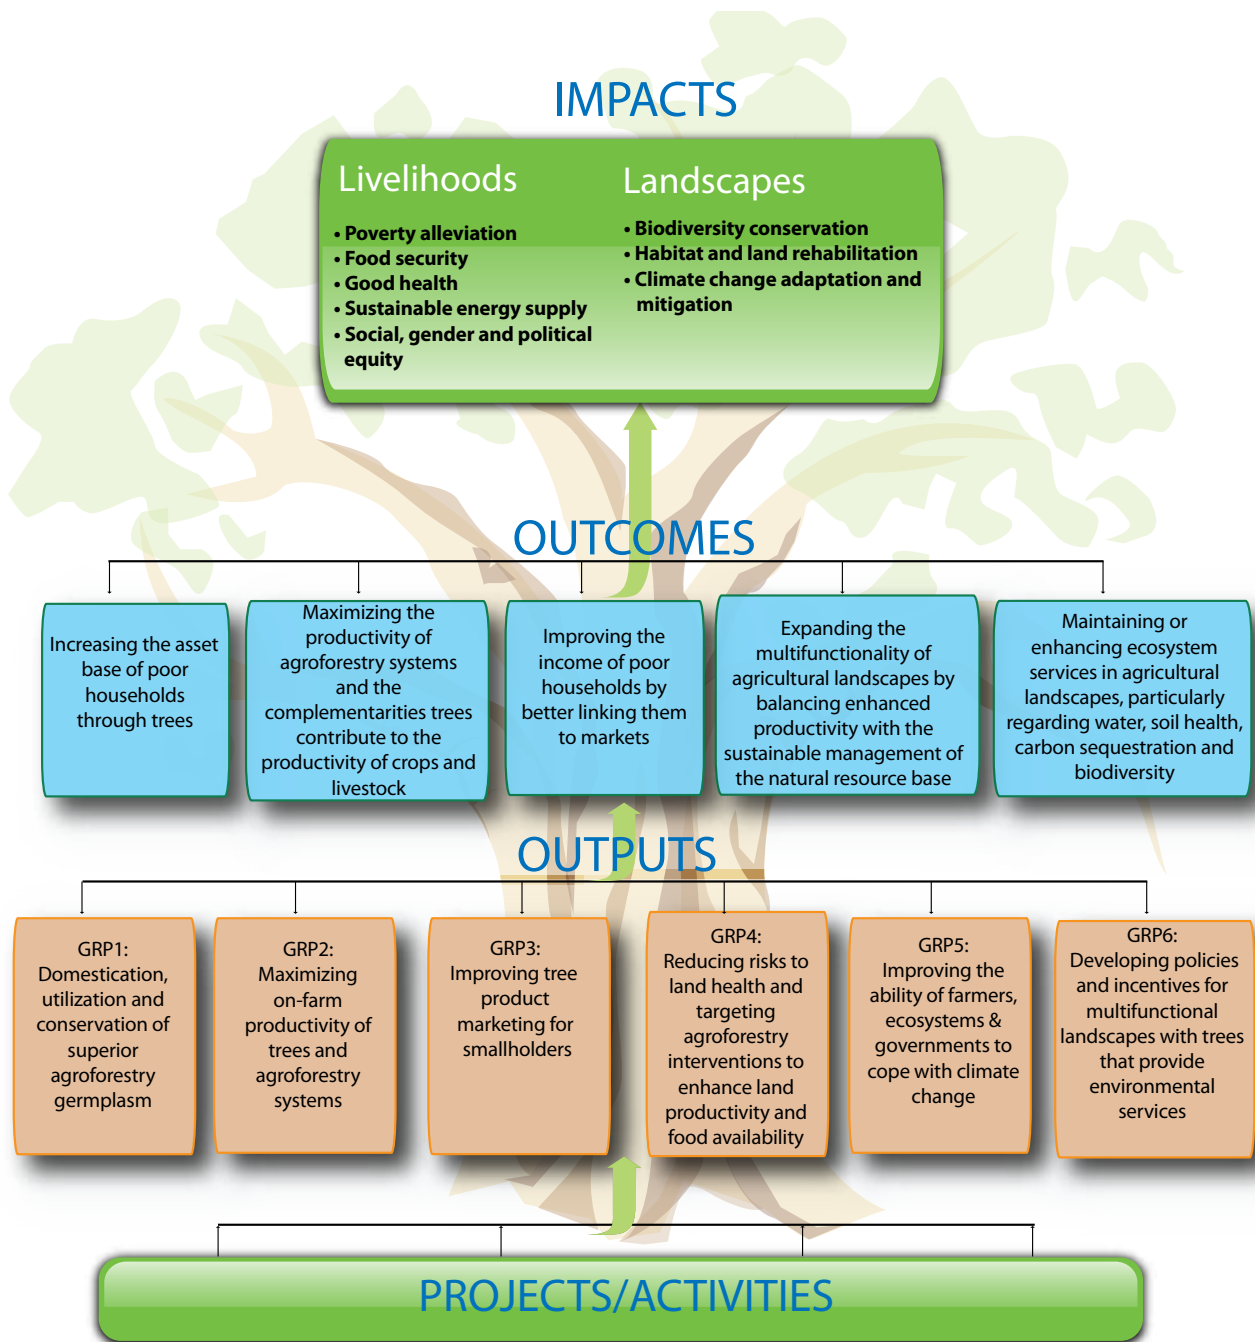 IMPACTS
Livelihoods
• Poverty alleviation
• Food security
• Good health
• Sustainable energy supply
• Social, gender and political
equity
Landscapes
• Biodiversity conservation
• Habitat and land rehabilitation
• Climate change adaptation and
mitigation
OUTCOMES
Increasing the asset
base of poor
households
through trees
Maximizing the
productivity of
agroforestry systems
and the
complementarities trees
contribute to the
productivity of crops and
livestock
Improving the
income of poor
households by
better linking them
to markets
Expanding the
multifunctionality of
agricultural landscapes by
balancing enhanced
productivity with the
sustainable management of
the natural resource base
Maintaining or
enhancing ecosystem
services in agricultural
landscapes, particularly
regarding water, soil health,
carbon sequestration and
biodiversity
OUTPUTS
GRP1:
Domestication,
utilization and
conservation of
superior
agroforestry
germplasm
GRP2:
Maximizing
on-farm
productivity of
trees and
agroforestry
systems
GRP3:
Improving tree
product
marketing for
smallholders
GRP4:
Reducing risks to
land health and
targeting
agroforestry
interventions to
enhance land
productivity and
food availability
GRP5:
Improving the
ability of farmers,
ecosystems &
governments to
cope with climate
change
GRP6:
Developing policies
and incentives for
multifunctional
landscapes with trees
that provide
environmental
services
PROJECTS/ACTIVITIES